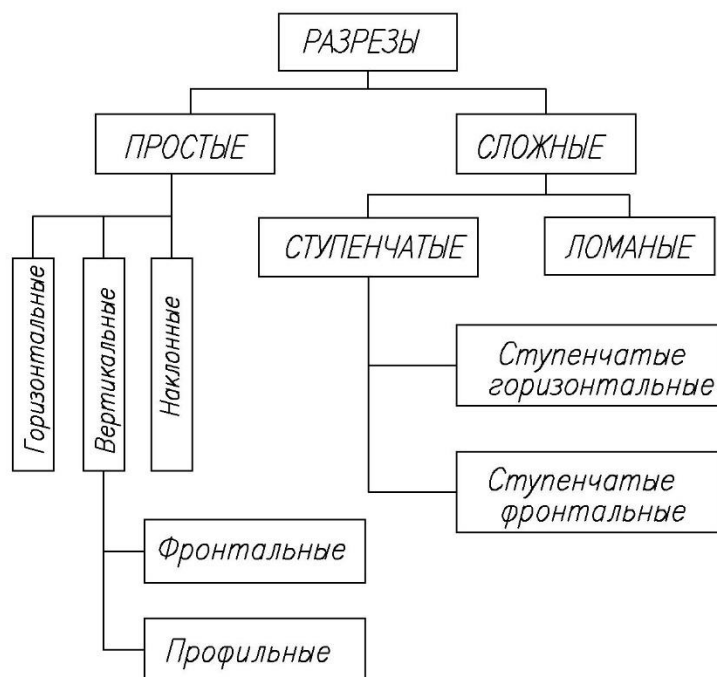 РАЗРЕЗЫ
ПРОСТЫЕ
СЛОЖНЫЕ
СТУПЕНЧАТЫЕ
ЛОМАНЫЕ
Горизонтальные
Вертикальные
Наклонные
Ступенчатые
горизонтальные
Ступенчатые
фронтальные
Фронтальные
Профильные